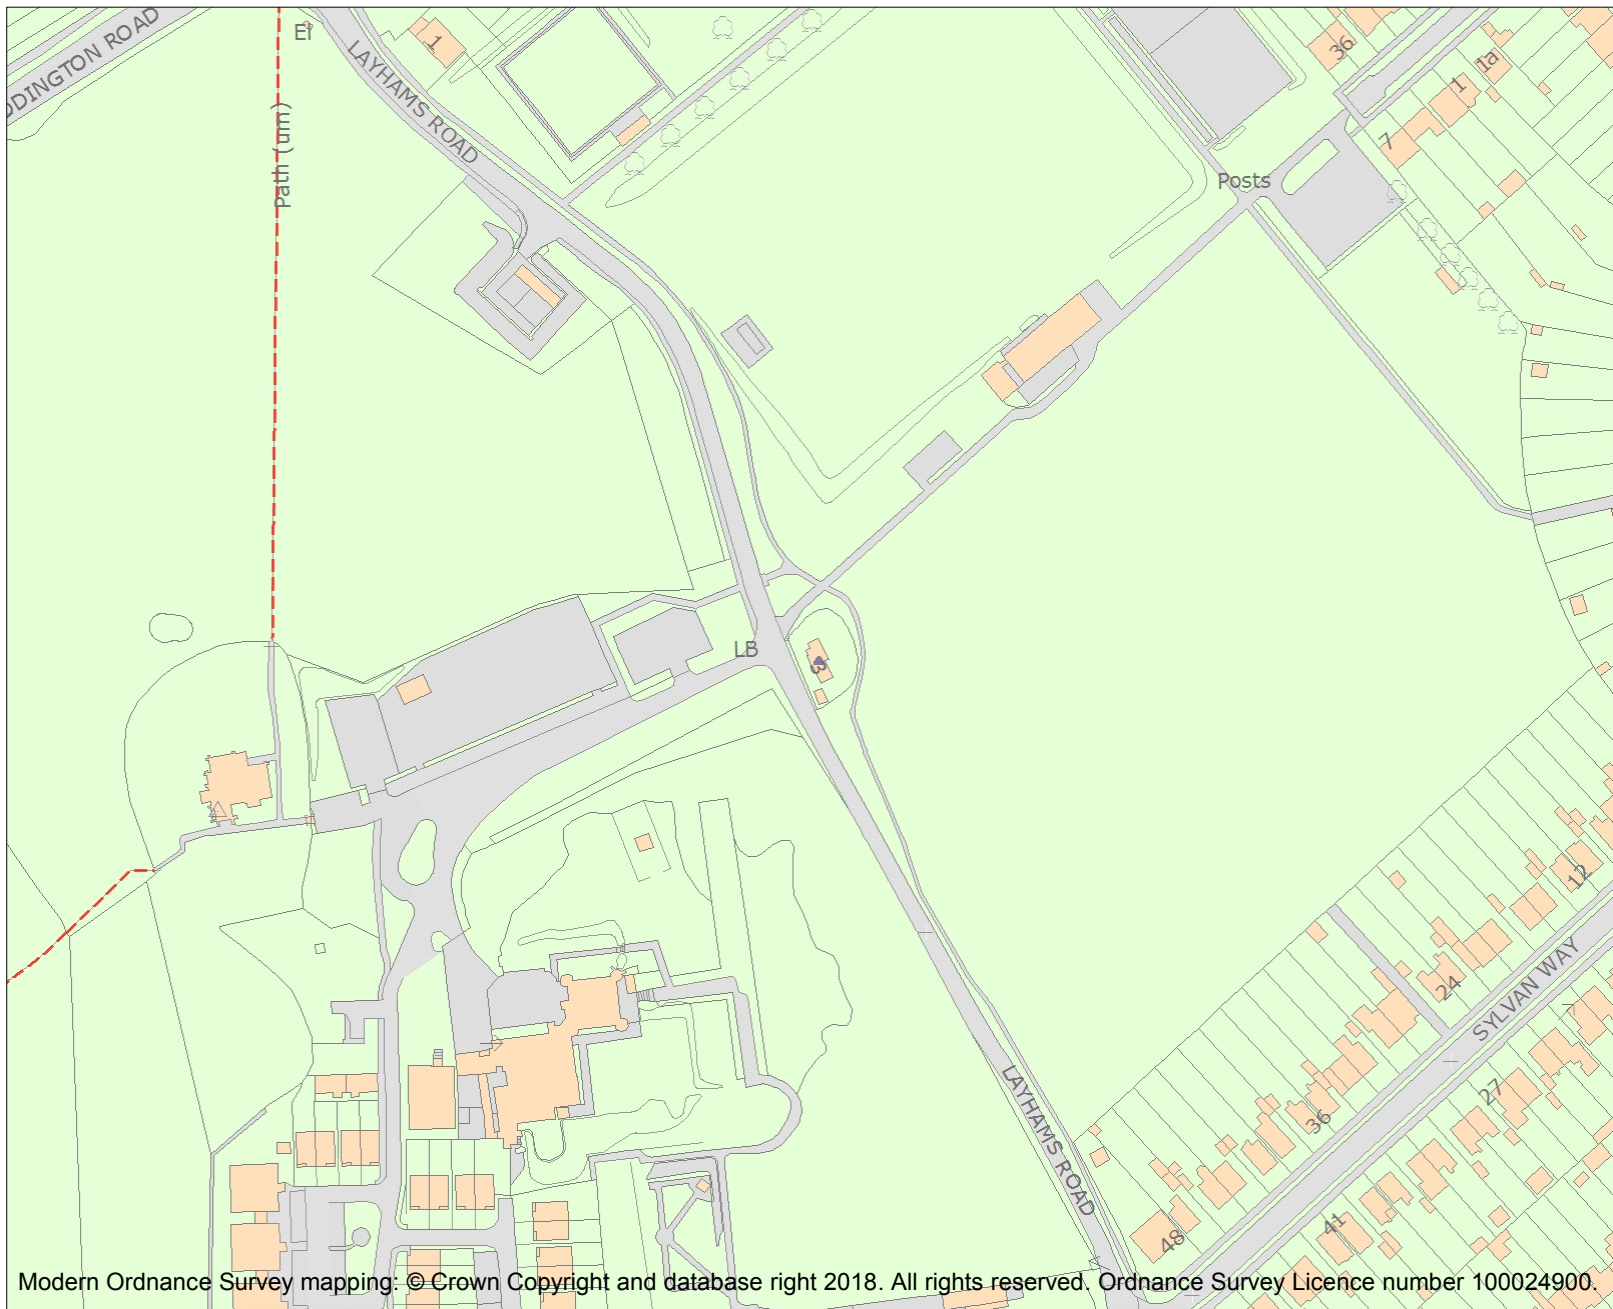 DDINGTON ROAD
El
1
LAYHAMS ROAD
Path (um)
36
1a
1
7
Posts
LB
3
12
24
SYLVAN WAY
27
36
LAYHAMS ROAD
41
48
Modern Ordnance Survey mapping: © Crown Copyright and database right 2018. All rights reserved. Ordnance Survey Licence number 100024900.